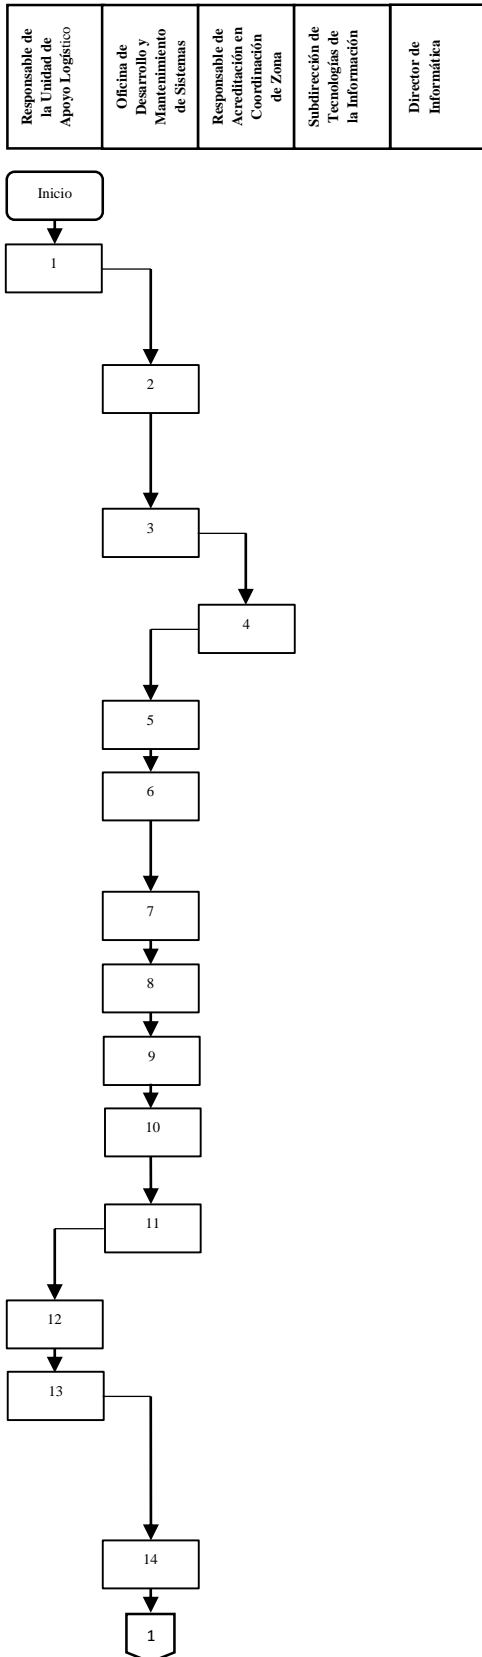 Responsable de
la Unidad de
Apoyo Logístico
Oficina de
Desarrollo y
Mantenimiento
de Sistemas
Responsable de
Acreditación en
Coordinación
de Zona
Subdirección de
Tecnologías de
la Información
Director de
Informática
Inicio
1
2
3
4
5
6
7
8
9
10
11
12
13
14
1